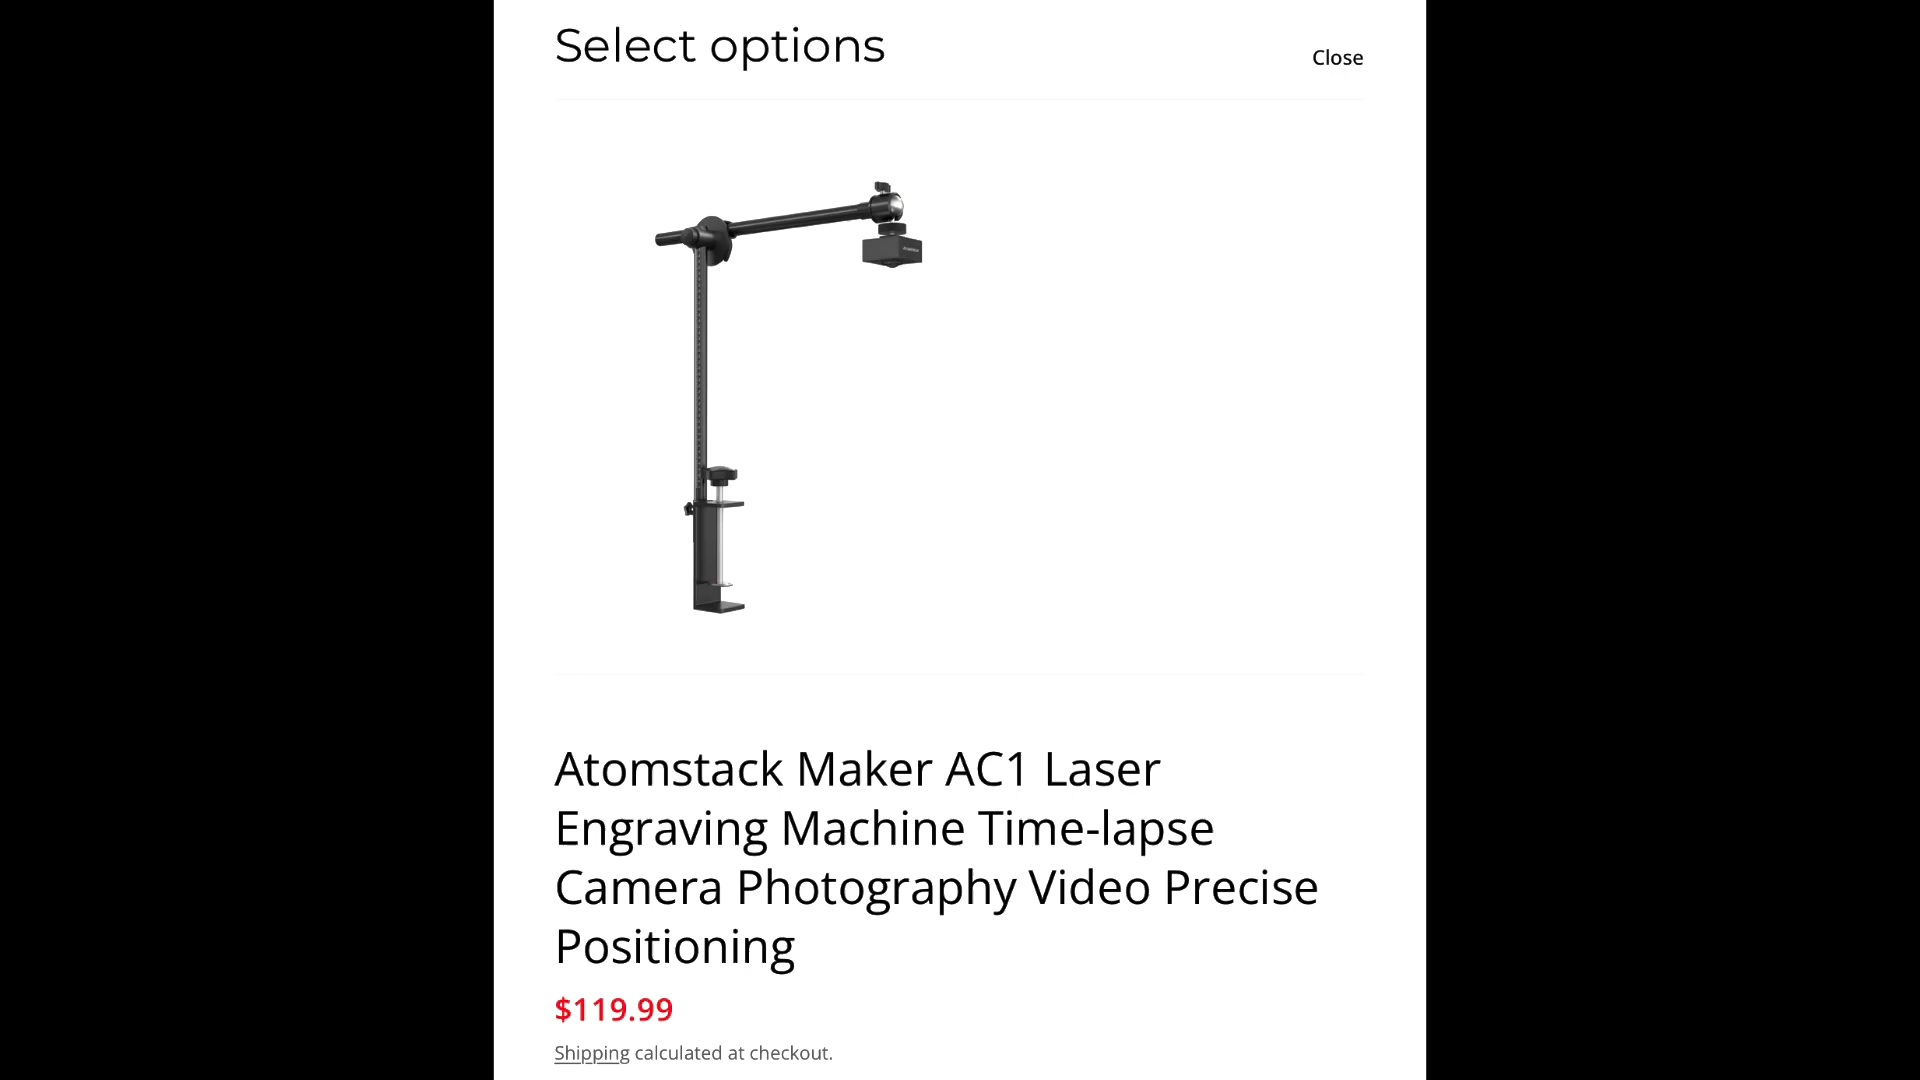 Select options
Close
Atomstack Maker AC1 Laser
Engraving Machine Time-lapse
Camera Photography Video Precise
Positioning
$119.99
Shipping calculated at checkout.